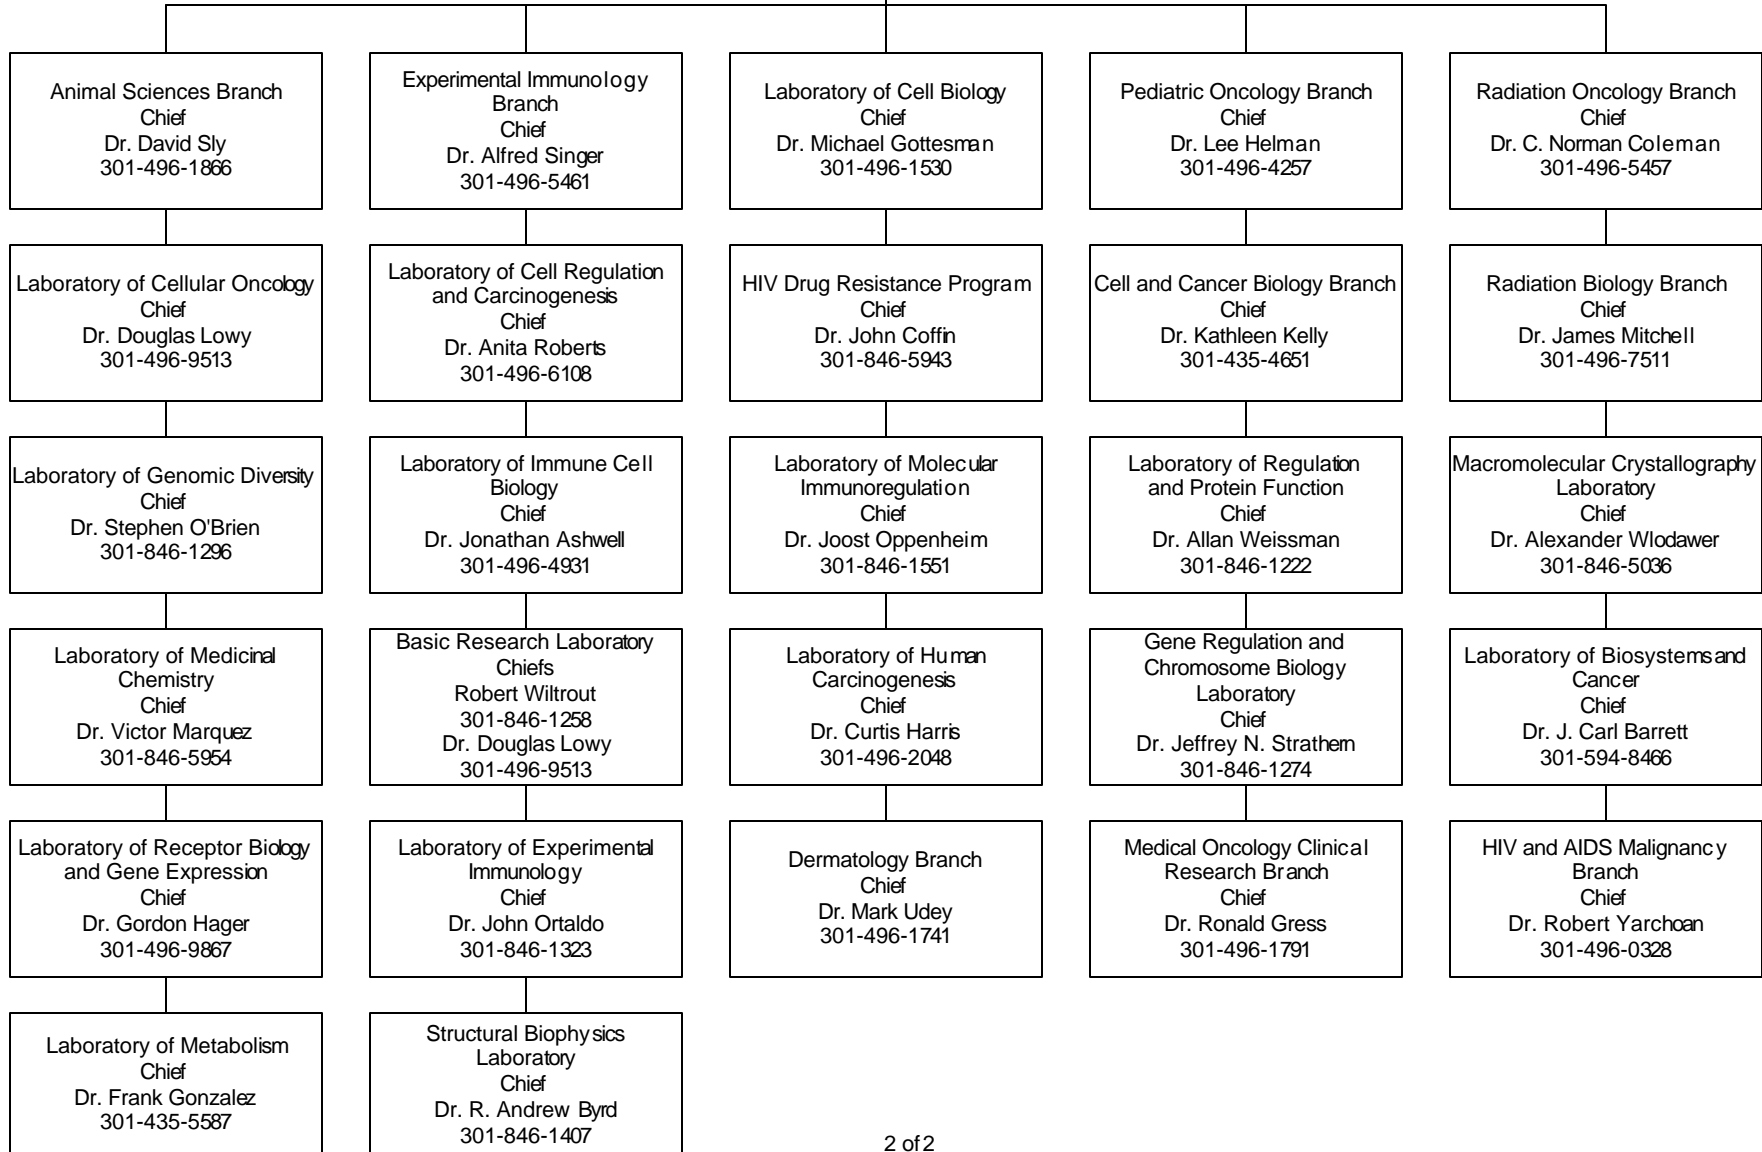 Animal Sciences Branch
Chief
Dr. David Sly
301-496-1866
Experimental Immunology
Branch
Chief
Dr. Alfred Singer
301-496-5461
Laboratory of Cell Biology
Chief
Dr. Michael Gottesman
301-496-1530
Pediatric Oncology Branch
Chief
Dr. Lee Helman
301-496-4257
Radiation Oncology Branch
Chief
Dr. C. Norman Coleman
301-496-5457
Laboratory of Cellular Oncology
Chief
Dr. Douglas Lowy
301-496-9513
Laboratory of Cell Regulation
and Carcinogenesis
Chief
Dr. Anita Roberts
301-496-6108
HIV Drug Resistance Program
Chief
Dr. John Coffin
301-846-5943
Cell and Cancer Biology Branch
Chief
Dr. Kathleen Kelly
301-435-4651
Radiation Biology Branch
Chief
Dr. James Mitchell
301-496-7511
Laboratory of Genomic Diversity
Chief
Dr. Stephen O'Brien
301-846-1296
Laboratory of Immune Cell
Biology
Chief
Dr. Jonathan Ashwell
301-496-4931
Laboratory of Molecular
Immunoregulation
Chief
Dr. Joost Oppenheim
301-846-1551
Laboratory of Regulation
and Protein Function
Chief
Dr. Allan Weissman
301-846-1222
Macromolecular Crystallography
Laboratory
Chief
Dr. Alexander Wlodawer
301-846-5036
Laboratory of Medicinal
Chemistry
Chief
Dr. Victor Marquez
301-846-5954
Basic Research Laboratory
Chiefs
Robert Wiltrout
301-846-1258
Dr. Douglas Lowy
301-496-9513
Laboratory of Human
Carcinogenesis
Chief
Dr. Curtis Harris
301-496-2048
Gene Regulation and
Chromosome Biology
Laboratory
Chief
Dr. Jeffrey N. Strathern
301-846-1274
Laboratory of Biosystems and
Cancer
Chief
Dr. J. Carl Barrett
301-594-8466
Laboratory of Receptor Biology
and Gene Expression
Chief
Dr. Gordon Hager
301-496-9867
Laboratory of Experimental
Immunology
Chief
Dr. John Ortaldo
301-846-1323
Dermatology Branch
Chief
Dr. Mark Udey
301-496-1741
Medical Oncology Clinical
Research Branch
Chief
Dr. Ronald Gress
301-496-1791
HIV and AIDS Malignancy
Branch
Chief
Dr. Robert Yarchoan
301-496-0328
Laboratory of Metabolism
Chief
Dr. Frank Gonzalez
301-435-5587
Structural Biophysics
Laboratory
Chief
Dr. R. Andrew Byrd
301-846-1407
2 of 2